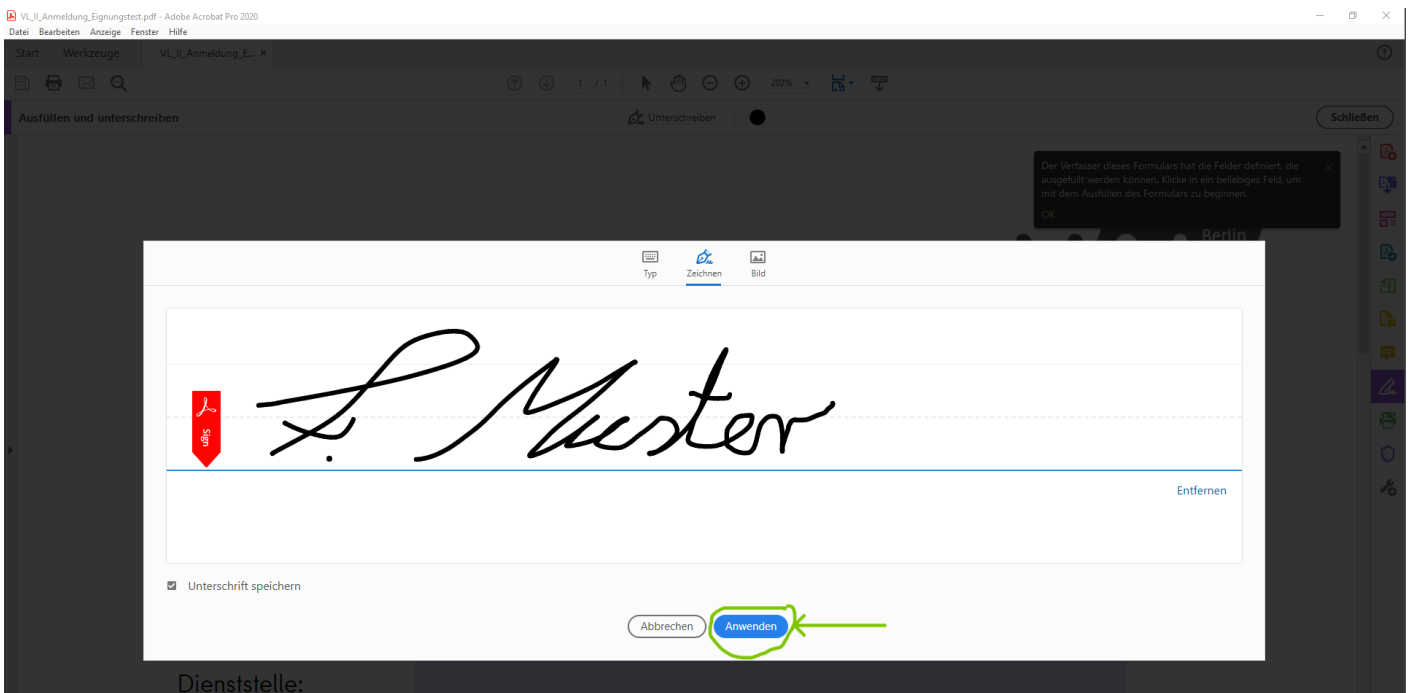 VL_II_Anmeldung_Eignungstest.pdf - Adobe Acrobat Pro 2020
Datei Bearbeiten Anzeige Fenster Hilfe
Start Werkzeuge VL_II_Anmeldung_E... ×
1 / 1 202%
Ausfüllen und unterschreiben Unterschreiben Schließen
Der Verfasser dieses Formulars hat die Felder definiert, die
ausgefüllt werden können. Klicke in ein beliebiges Feld, um
mit dem Ausfüllen des Formulars zu beginnen.
OK
Berlin
Typ Zeichnen Bild
Muster
Sign
Entfernen
Unterschrift speichern
Abbrechen Anwenden
Dienststelle: